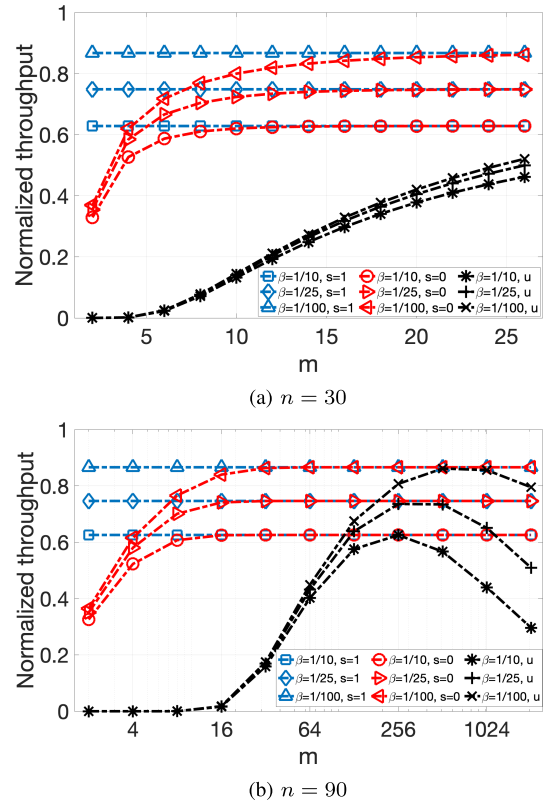 1
0.8
0.6
0.4
0.2
0
Normalized throughput
β=1/10, s=1 β=1/10, s=0 β=1/10, u
β=1/25, s=1 β=1/25, s=0 β=1/25, u
β=1/100, s=1 β=1/100, s=0 β=1/100, u
5 10 15 20 25
m
(a) n = 30
1
0.8
0.6
0.4
0.2
0
Normalized throughput
β=1/10, s=1 β=1/10, s=0 β=1/10, u
β=1/25, s=1 β=1/25, s=0 β=1/25, u
β=1/100, s=1 β=1/100, s=0 β=1/100, u
4 16 64 256 1024
m
(b) n = 90